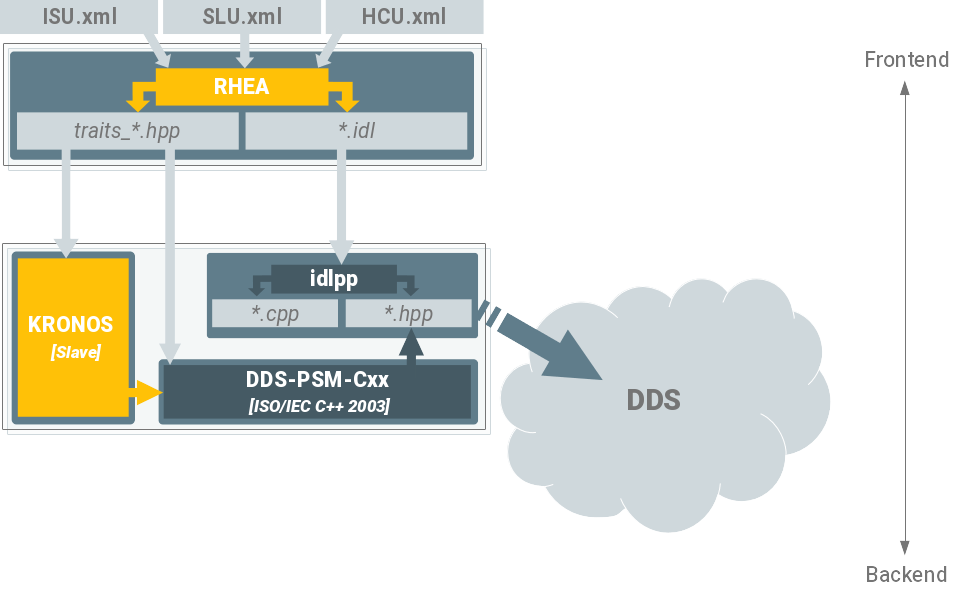 ISU.xml
SLU.xml
HCU.xml
Frontend
RHEA
traits_*.hpp
*.idl
idlpp
*.cpp
*.hpp
KRONOS
[Slave]
DDS-PSM-Cxx
[ISO/IEC C++ 2003]
DDS
Backend